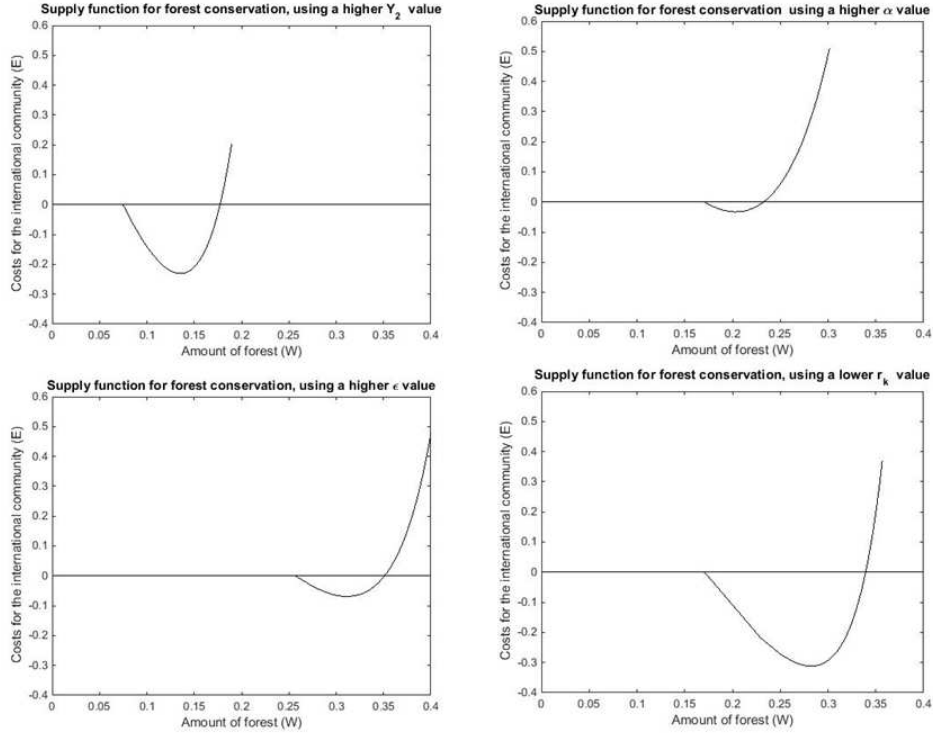 Supply function for forest conservation, using a higher Y2 value
0.6
0.5
0.4
0.3
0.2
0.1
0
-0.1
-0.2
-0.3
-0.4
0 0.05 0.1 0.15 0.2 0.25 0.3 0.35 0.4
Costs for the international community (E)
Amount of forest (W)
Supply function for forest conservation using a higher α value
0.6
0.5
0.4
0.3
0.2
0.1
0
-0.1
-0.2
-0.3
-0.4
0 0.05 0.1 0.15 0.2 0.25 0.3 0.35 0.4
Costs for the international community (E)
Amount of forest (W)
Supply function for forest conservation, using a higher ϵ value
0.6
0.5
0.4
0.3
0.2
0.1
0
-0.1
-0.2
-0.3
-0.4
0 0.05 0.1 0.15 0.2 0.25 0.3 0.35 0.4
Costs for the international community (E)
Amount of forest (W)
Supply function for forest conservation, using a lower rk value
0.6
0.5
0.4
0.3
0.2
0.1
0
-0.1
-0.2
-0.3
-0.4
0 0.05 0.1 0.15 0.2 0.25 0.3 0.35 0.4
Costs for the international community (E)
Amount of forest (W)